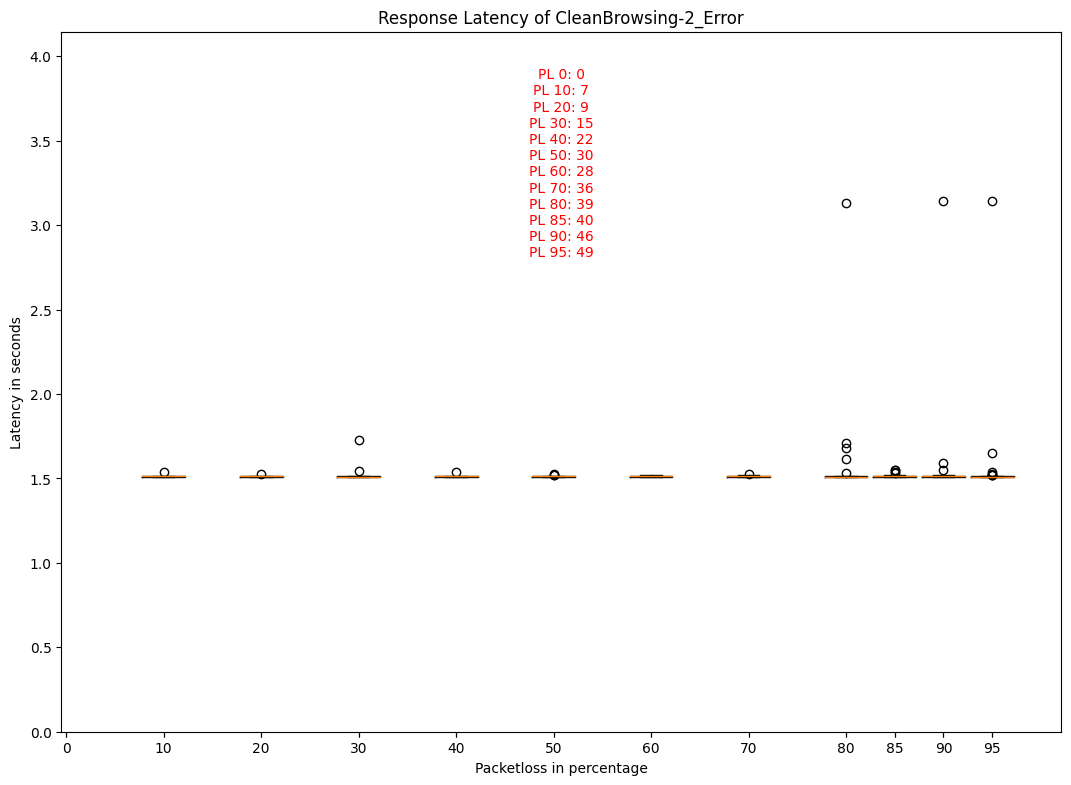 Response Latency of CleanBrowsing-2_Error
PL 0: 0
PL 10: 7
PL 20: 9
PL 30: 15
PL 40: 22
PL 50: 30
PL 60: 28
PL 70: 36
PL 80: 39
PL 85: 40
PL 90: 46
PL 95: 49
Latency in seconds
4.0
3.5
3.0
2.5
2.0
1.5
1.0
0.5
0.0
0 10 20 30 40 50 60 70 80 85 90 95
Packetloss in percentage